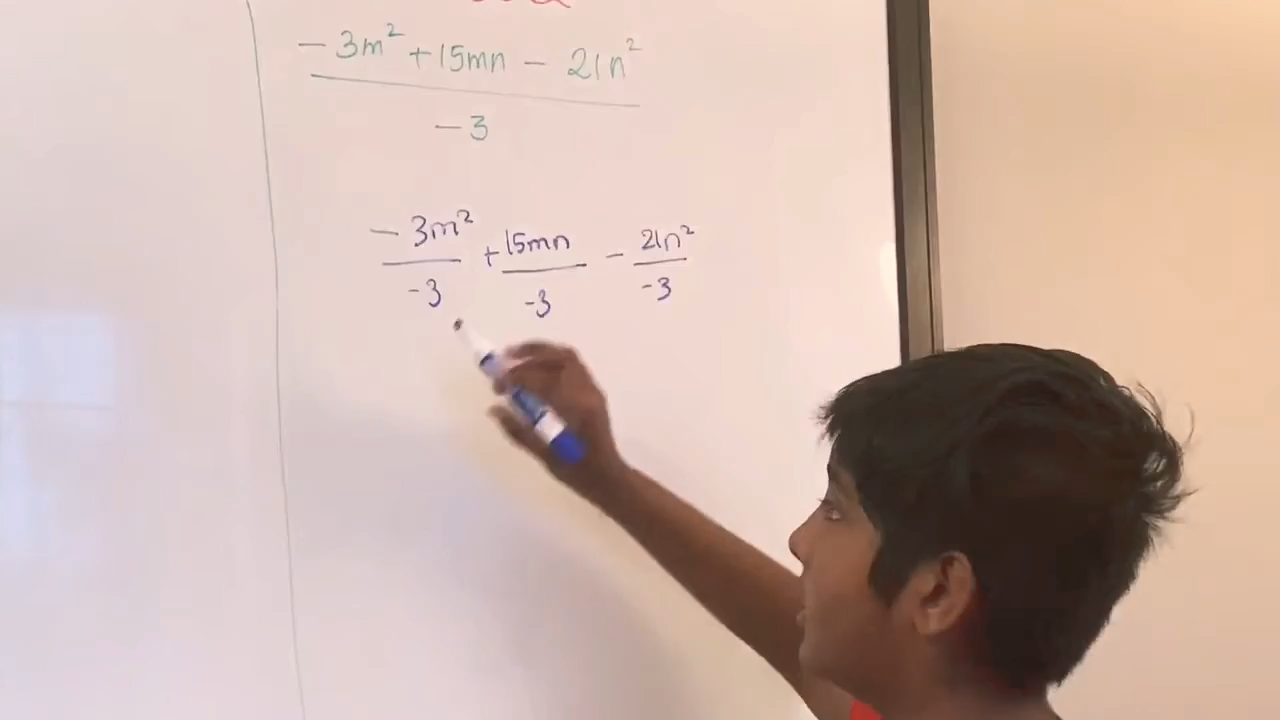 - 3m² + 15mn - 21n²
- 3
- 3m² + 15mn - 21n²
-3 -3 -3